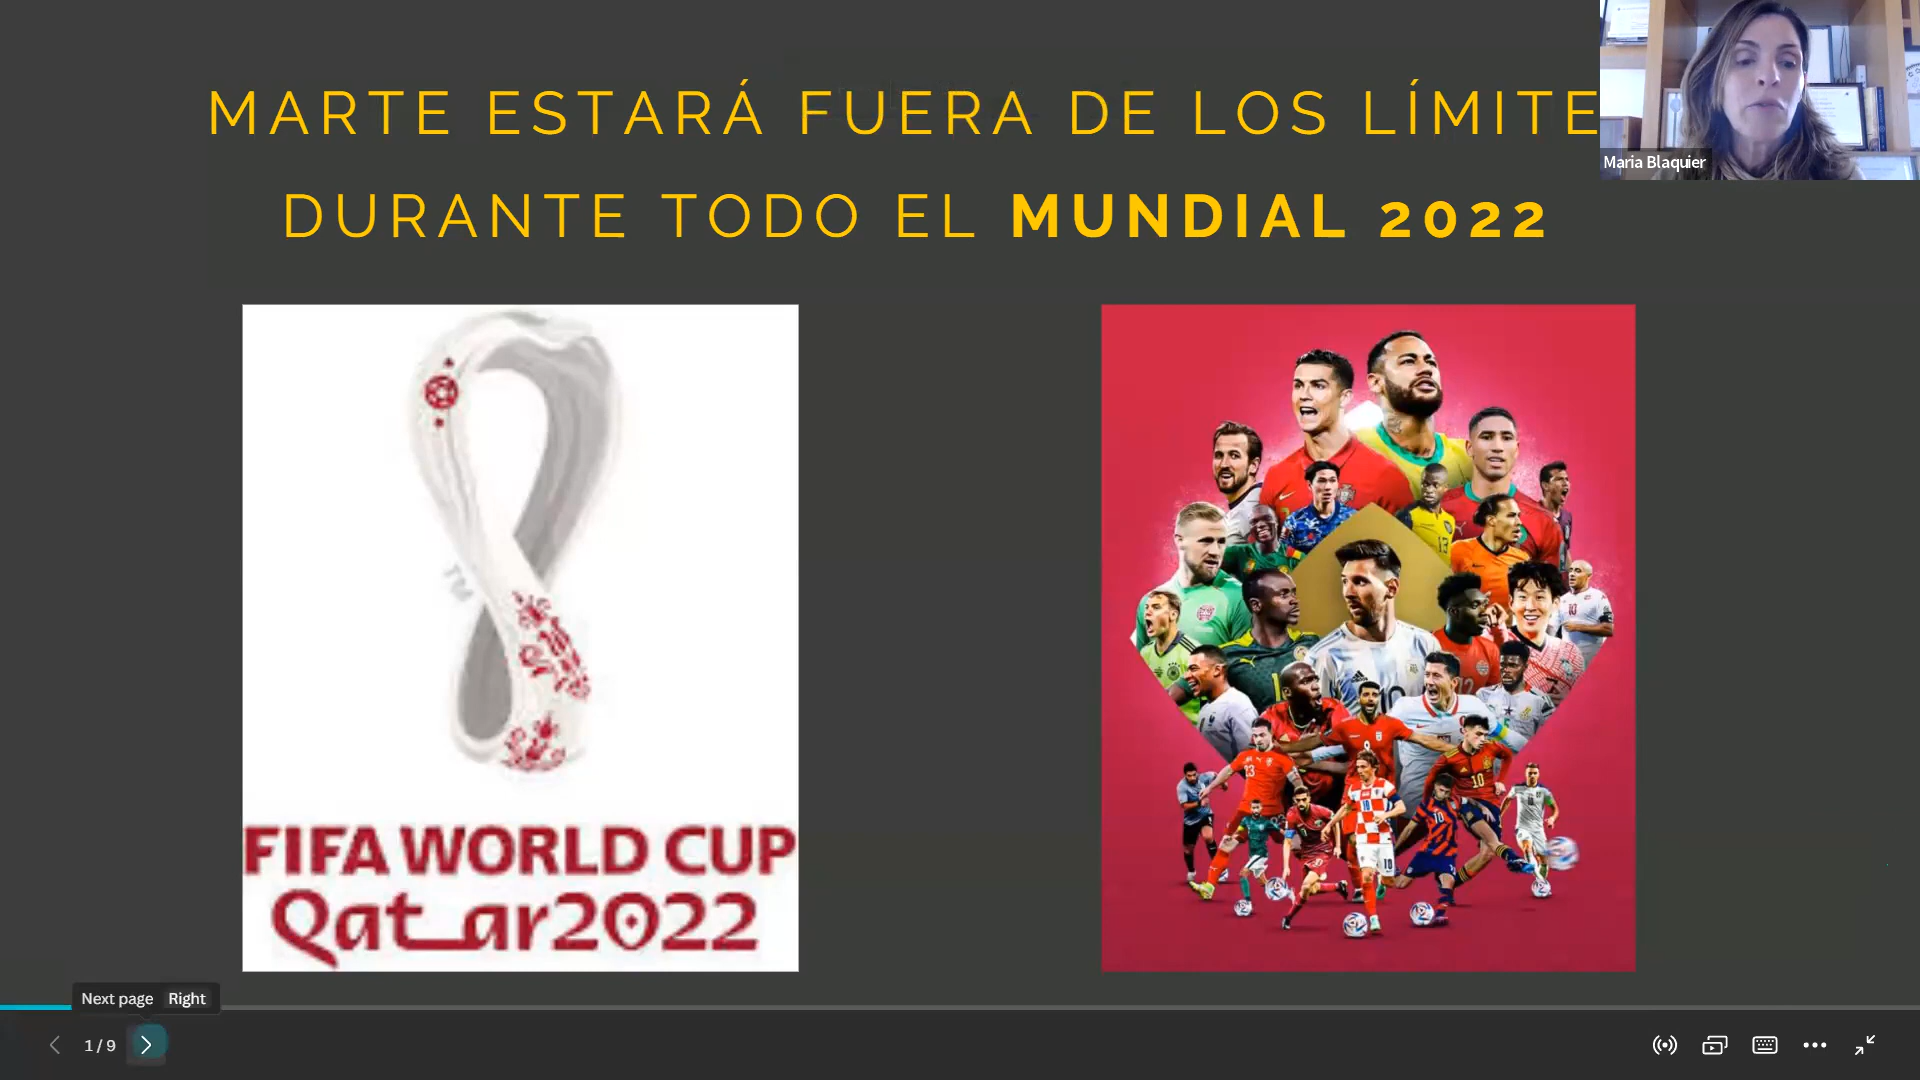 MARTE ESTARÁ FUERA DE LOS LÍMITE
DURANTE TODO EL MUNDIAL 2022
Maria Blaquier
FIFA WORLD CUP
Qatar2022
Next page Right
1 / 9